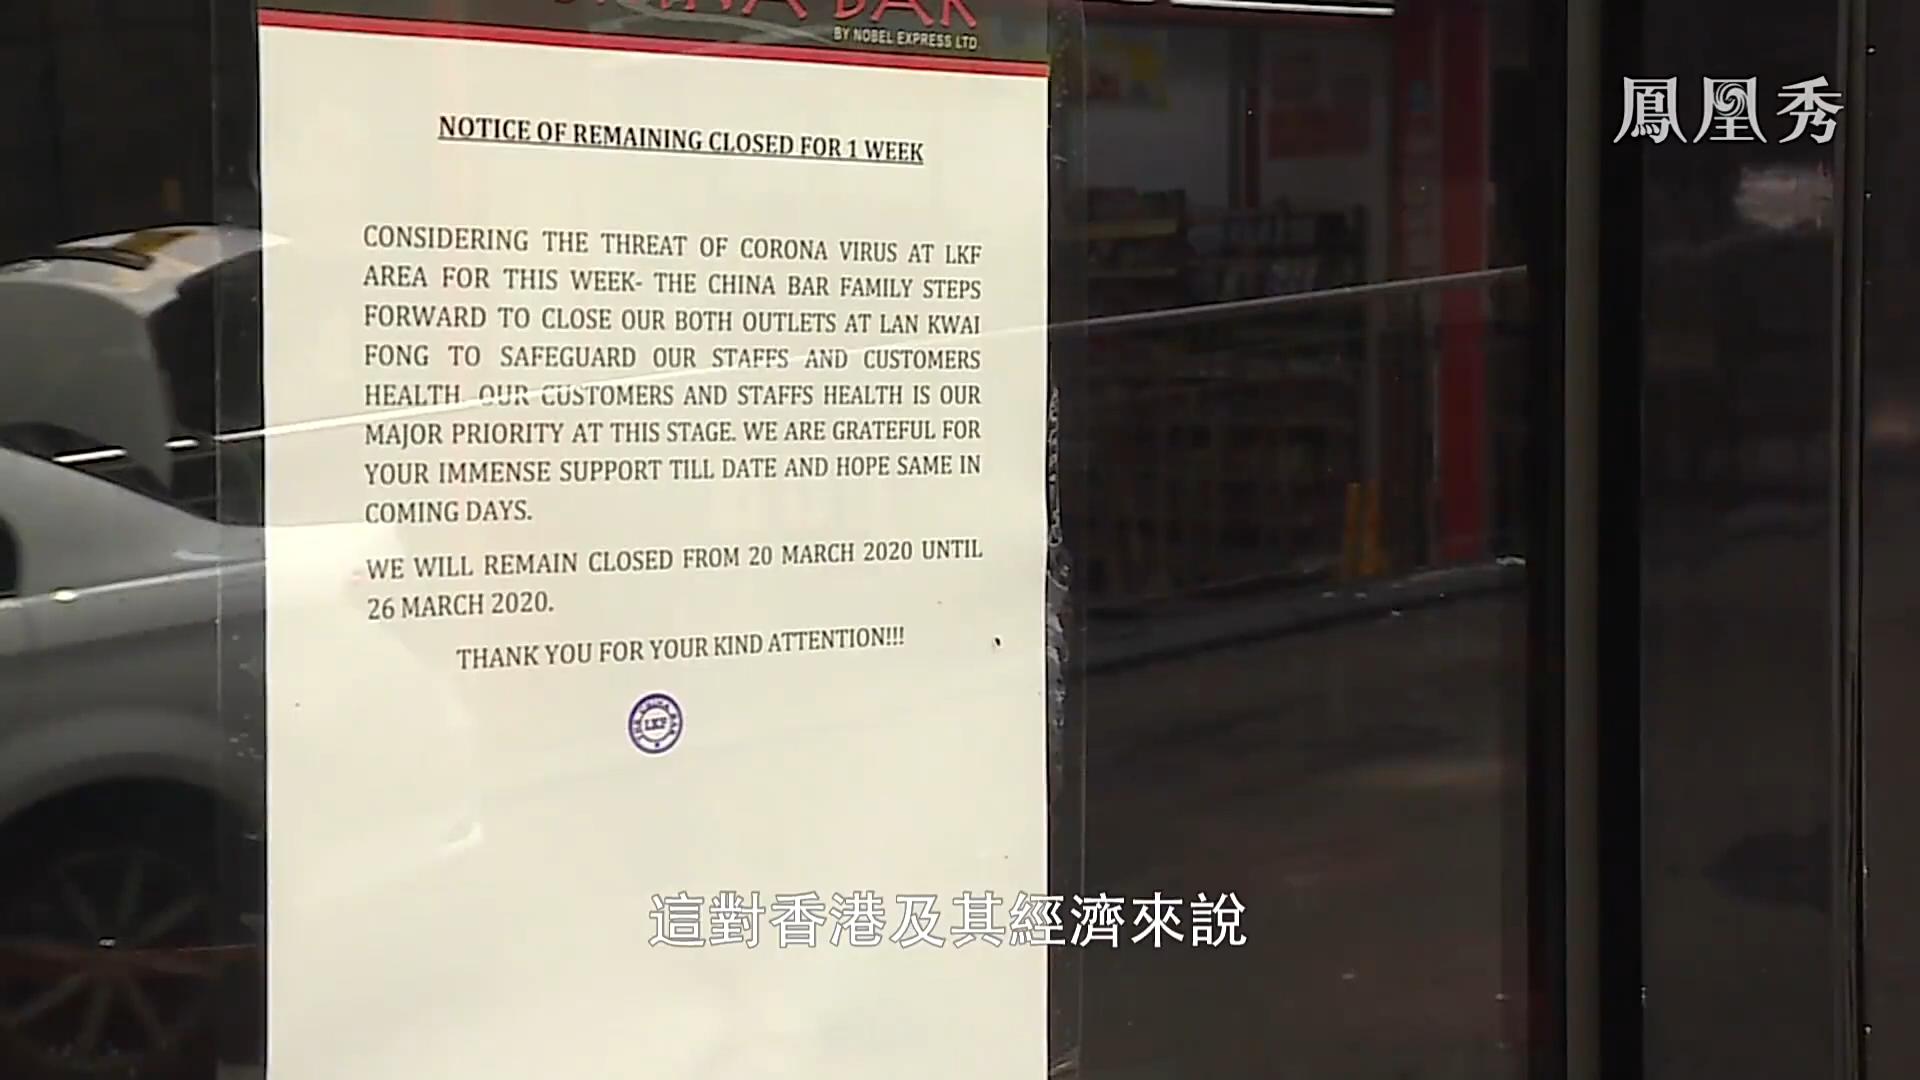 BAR
BY NOBEL EXPRESS LTD
鳳凰秀
NOTICE OF REMAINING CLOSED FOR 1 WEEK
CONSIDERING THE THREAT OF CORONA VIRUS AT LKF
AREA FOR THIS WEEK- THE CHINA BAR FAMILY STEPS
FORWARD TO CLOSE OUR BOTH OUTLETS AT LAN KWAI
FONG TO SAFEGUARD OUR STAFFS AND CUSTOMERS
HEALTH. OUR CUSTOMERS AND STAFFS HEALTH IS OUR
MAJOR PRIORITY AT THIS STAGE. WE ARE GRATEFUL FOR
YOUR IMMENSE SUPPORT TILL DATE AND HOPE SAME IN
COMING DAYS.
WE WILL REMAIN CLOSED FROM 20 MARCH 2020 UNTIL
26 MARCH 2020.
THANK YOU FOR YOUR KIND ATTENTION!!!
THE CHINA BAR
LKF
這對香港及其經濟來說